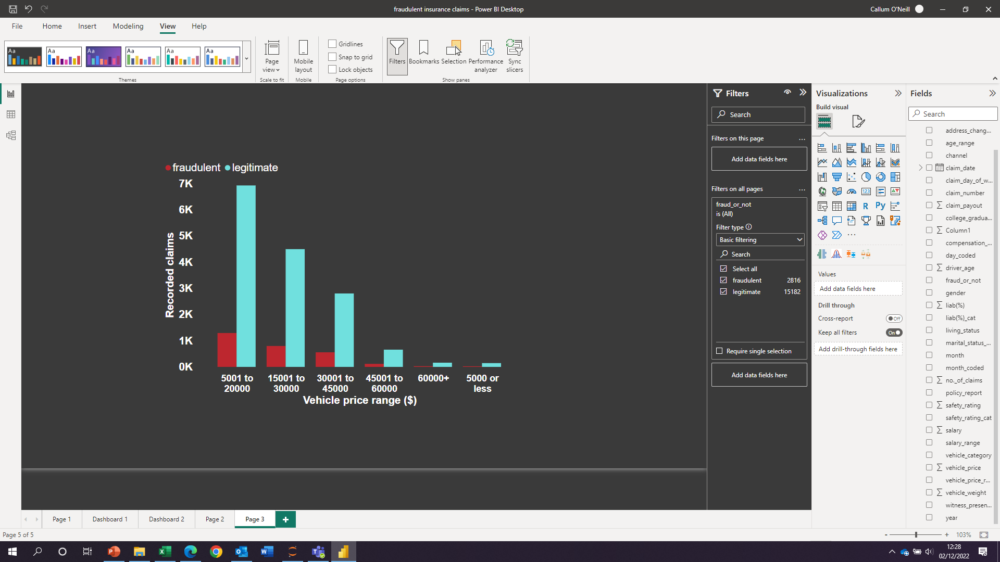 fraudulent insurance claims - Power BI Desktop
Callum O'Neill
File Home Insert Modeling View Help
Aa Aa Aa Aa Aa Aa
Themes
Page view
Scale to fit
Mobile layout
Mobile
Gridlines
Snap to grid
Lock objects
Page options
Filters
Bookmarks
Selection
Performance analyzer
Sync slicers
Show panes
fraudulent legitimate
7K
6K
5K
4K
3K
2K
1K
0K
Recorded claims
5001 to 20000
15001 to 30000
30001 to 45000
45001 to 60000
60000+
5000 or less
Vehicle price range ($)
Filters
Search
Filters on this page
...
Add data fields here
Filters on all pages
...
fraud_or_not
is (All)
Filter type
Basic filtering
Search
Select all
fraudulent 2816
legitimate 15182
Require single selection
Add data fields here
Visualizations
Build visual
123
R
Py
...
Values
Add data fields here
Drill through
Cross-report Off
Keep all filters On
Add drill-through fields here
Fields
Search
address_chang...
age_range
channel
claim_date
claim_day_of_w...
claim_number
claim_payout
college_gradua...
Column1
compensation_...
day_coded
driver_age
fraud_or_not
gender
liab(%)
liab(%)_cat
living_status
marital_status_...
month
month_coded
no._of_claims
policy_report
safety_rating
safety_rating_cat
salary
salary_range
vehicle_category
vehicle_price
vehicle_price_r...
vehicle_weight
witness_presen...
year
Page 1 Dashboard 1 Dashboard 2 Page 2 Page 3 +
Page 5 of 5
- + 103%
12:28
02/12/2022